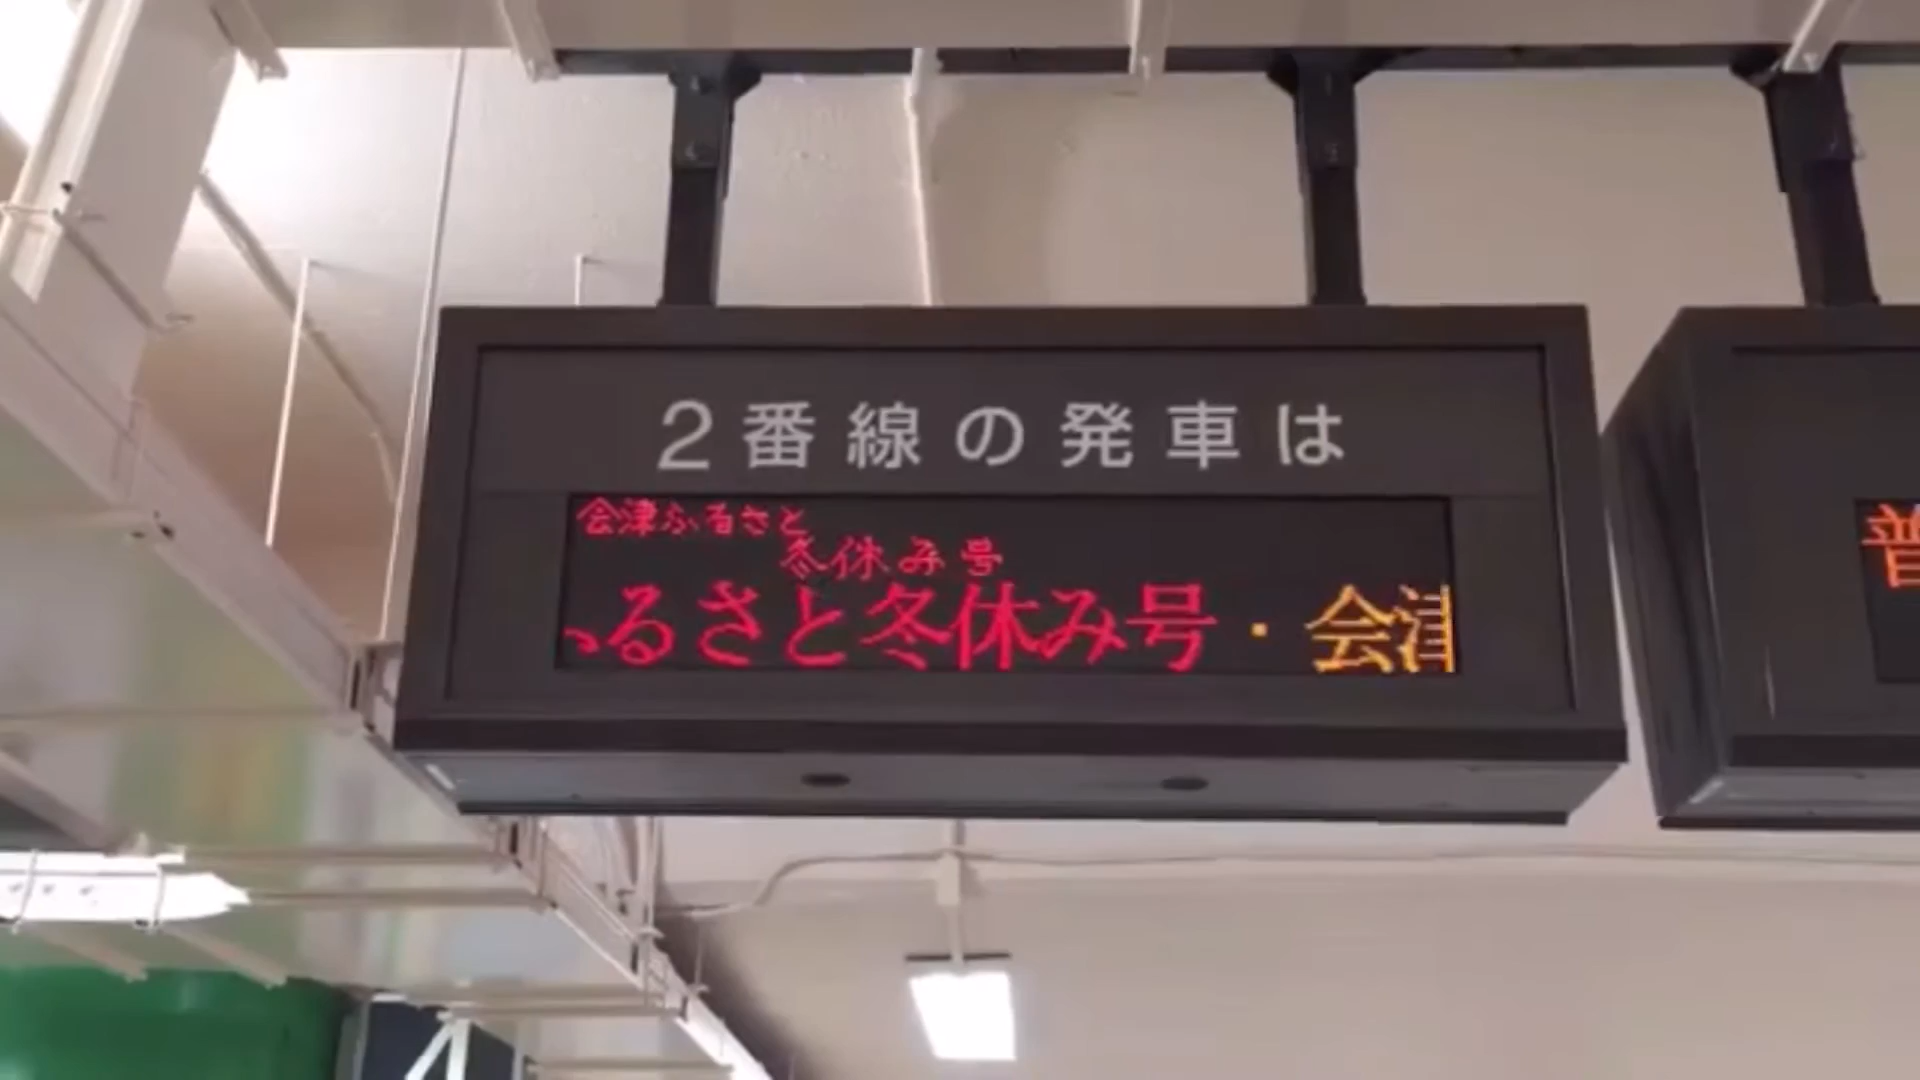 2番線の発車は
会津ふるさと
冬休み号
るさと冬休み号・会津
普